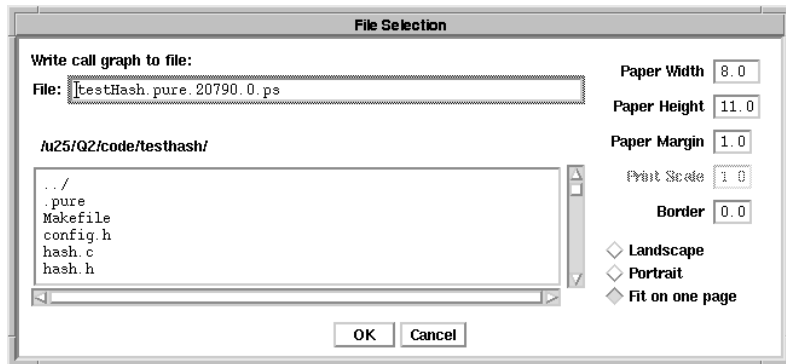 File Selection
Write call graph to file:
File: testHash.pure.20790.0.ps
/u25/Q2/code/testhash/
../
.pure
Makefile
config.h
hash.c
hash.h
Paper Width 8.0
Paper Height 11.0
Paper Margin 1.0
Print Scale 1 0
Border 0.0
Landscape
Portrait
Fit on one page
OK Cancel